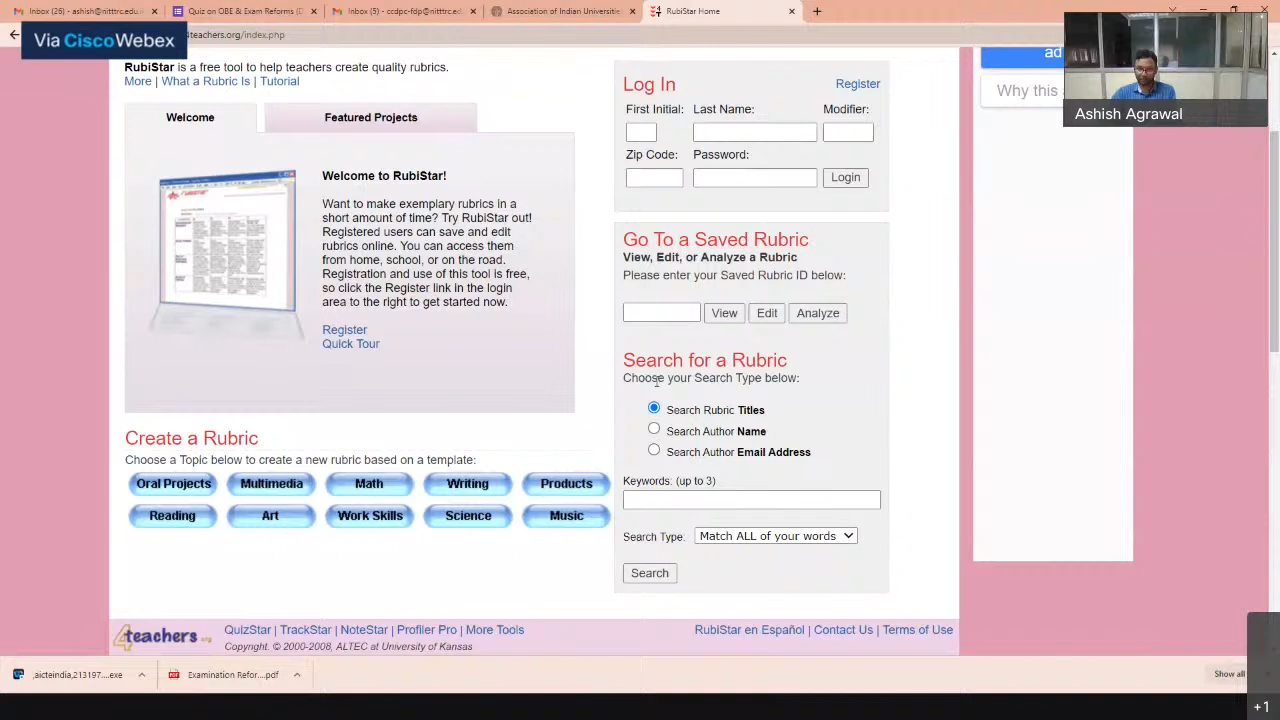 Inbox (26) - ashish@nitttrc.edu.
Quiz on OBE & Exam Reforms (D
Inbox (5) - ccdpc-fdp@nitttrc.edu
Association of Indian Universities
RubiStar Home
Via CiscoWebex
4teachers.org/index.php
RubiStar is a free tool to help teachers create quality rubrics.
More | What a Rubric Is | Tutorial
Welcome
Featured Projects
Welcome to RubiStar!
Want to make exemplary rubrics in a
short amount of time? Try RubiStar out!
Registered users can save and edit
rubrics online. You can access them
from home, school, or on the road.
Registration and use of this tool is free,
so click the Register link in the login
area to the right to get started now.
Register
Quick Tour
Create a Rubric
Choose a Topic below to create a new rubric based on a template:
Oral Projects
Multimedia
Math
Writing
Products
Reading
Art
Work Skills
Science
Music
Log In
Register
First Initial:
Last Name:
Modifier:
Zip Code:
Password:
Login
Go To a Saved Rubric
View, Edit, or Analyze a Rubric
Please enter your Saved Rubric ID below:
View
Edit
Analyze
Search for a Rubric
Choose your Search Type below:
Search Rubric Titles
Search Author Name
Search Author Email Address
Keywords: (up to 3)
Search Type:
Match ALL of your words
Search
ad
Why this
Ashish Agrawal
4teachers.org
QuizStar | TrackStar | NoteStar | Profiler Pro | More Tools
RubiStar en Español | Contact Us | Terms of Use
Copyright © 2000-2008, ALTEC at University of Kansas
,aicteindia,213197....exe
Examination Refor....pdf
Show all
+1